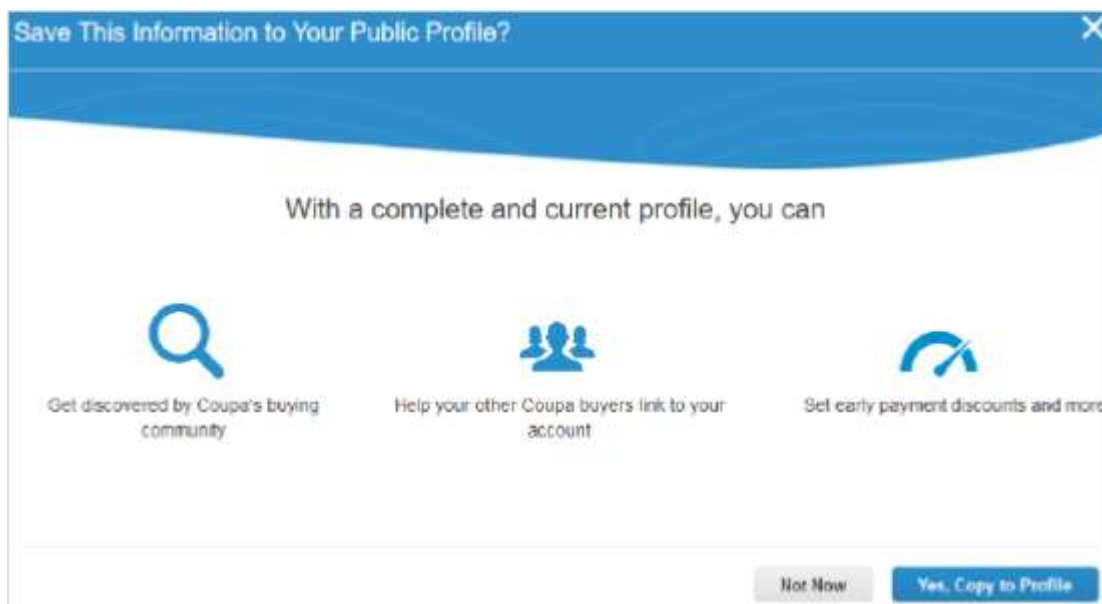 Save This Information to Your Public Profile?
With a complete and current profile, you can
Get discovered by Coupa's buying
community
Help your other Coupa buyers link to your
account
Set early payment discounts and more
Not Now
Yes, Copy to Profile